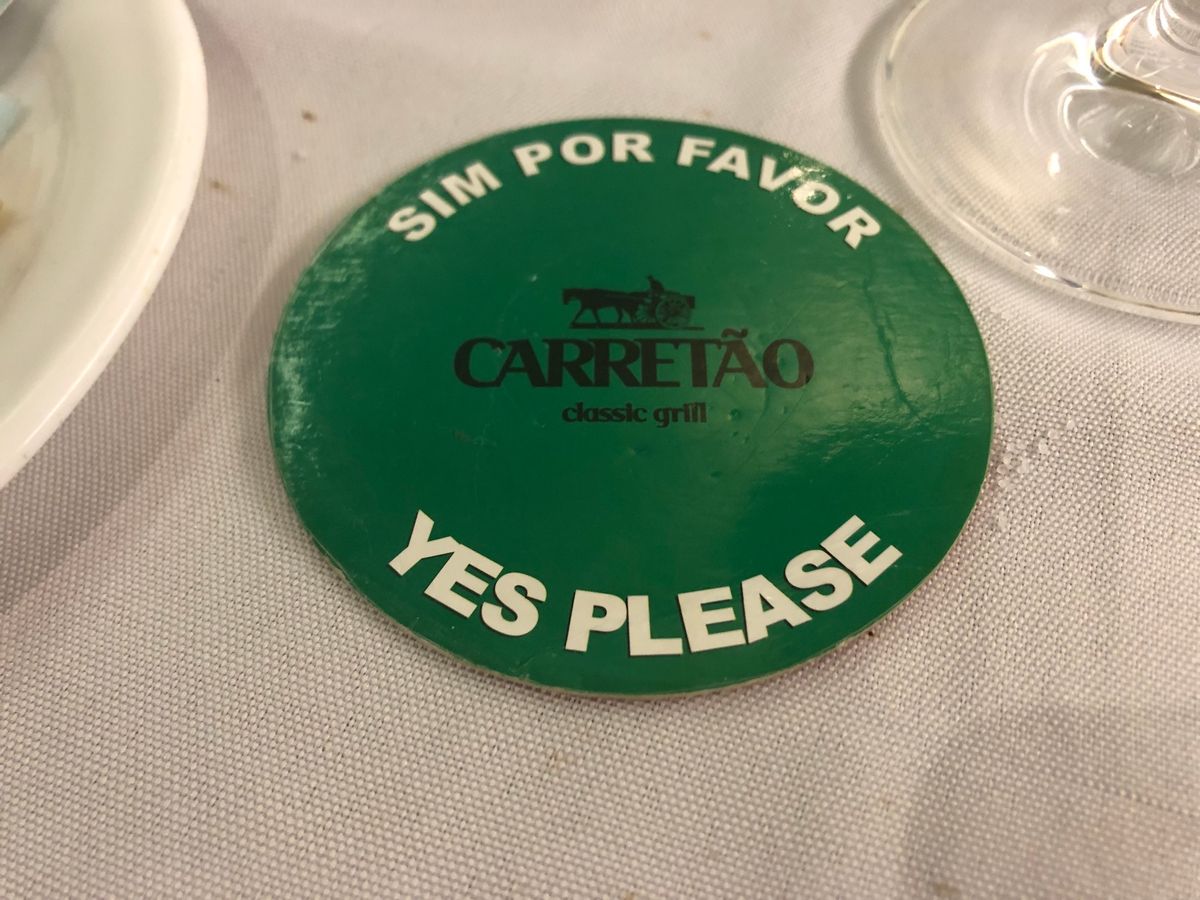 SIM POR FAVOR
CARRETÃO
classic grill
YES PLEASE